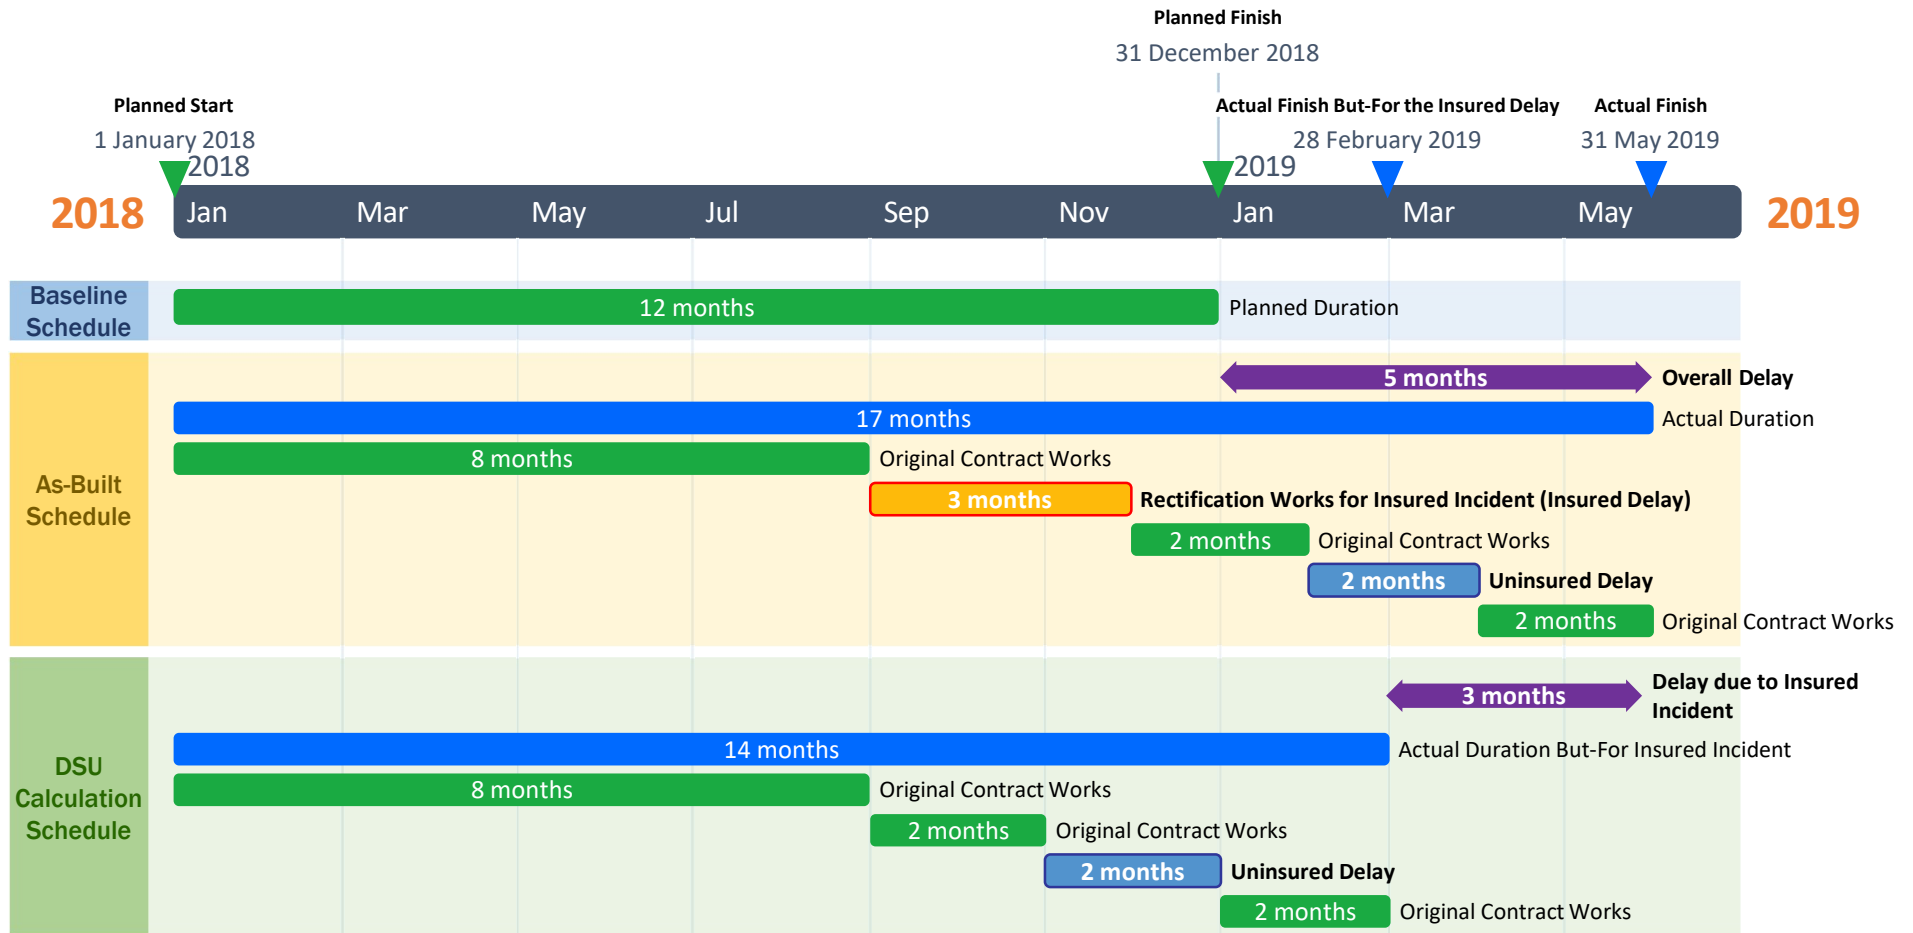 Planned Finish
31 December 2018
Planned Start
1 January 2018
Actual Finish But-For the Insured Delay
28 February 2019
Actual Finish
31 May 2019
2018
2019
2018
Jan
Mar
May
Jul
Sep
Nov
Jan
Mar
May
2019
Baseline
Schedule
12 months
Planned Duration
As-Built
Schedule
5 months
Overall Delay
17 months
Actual Duration
8 months
Original Contract Works
3 months
Rectification Works for Insured Incident (Insured Delay)
2 months
Original Contract Works
2 months
Uninsured Delay
2 months
Original Contract Works
DSU
Calculation
Schedule
3 months
Delay due to Insured
Incident
14 months
Actual Duration But-For Insured Incident
8 months
Original Contract Works
2 months
Original Contract Works
2 months
Uninsured Delay
2 months
Original Contract Works